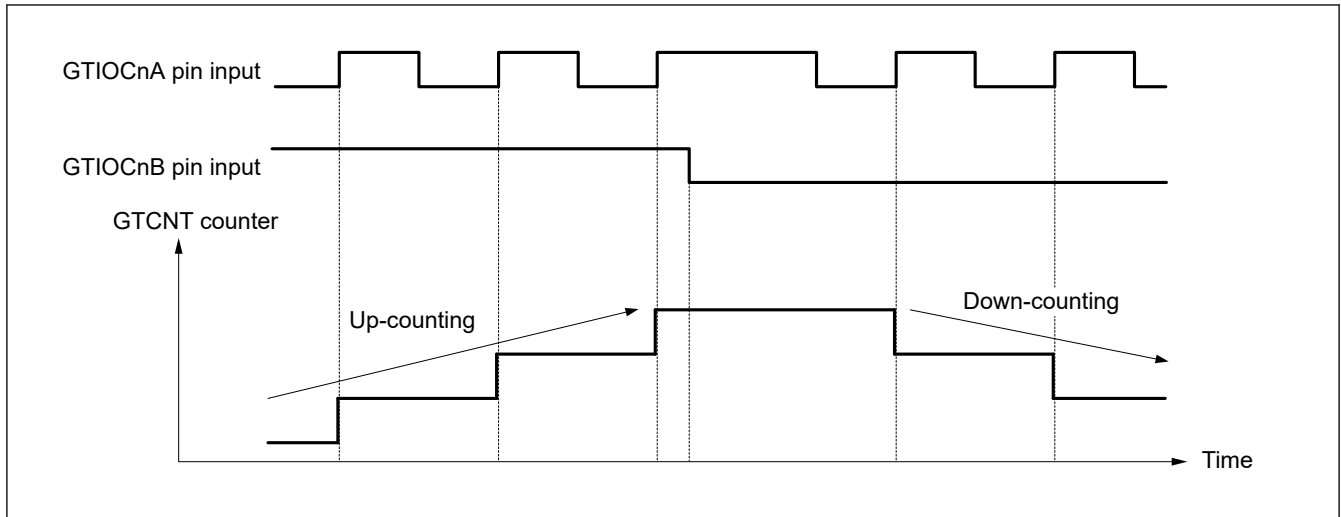 GTIOCnA pin input
GTIOCnB pin input
GTCNT counter
Up-counting
Down-counting
Time